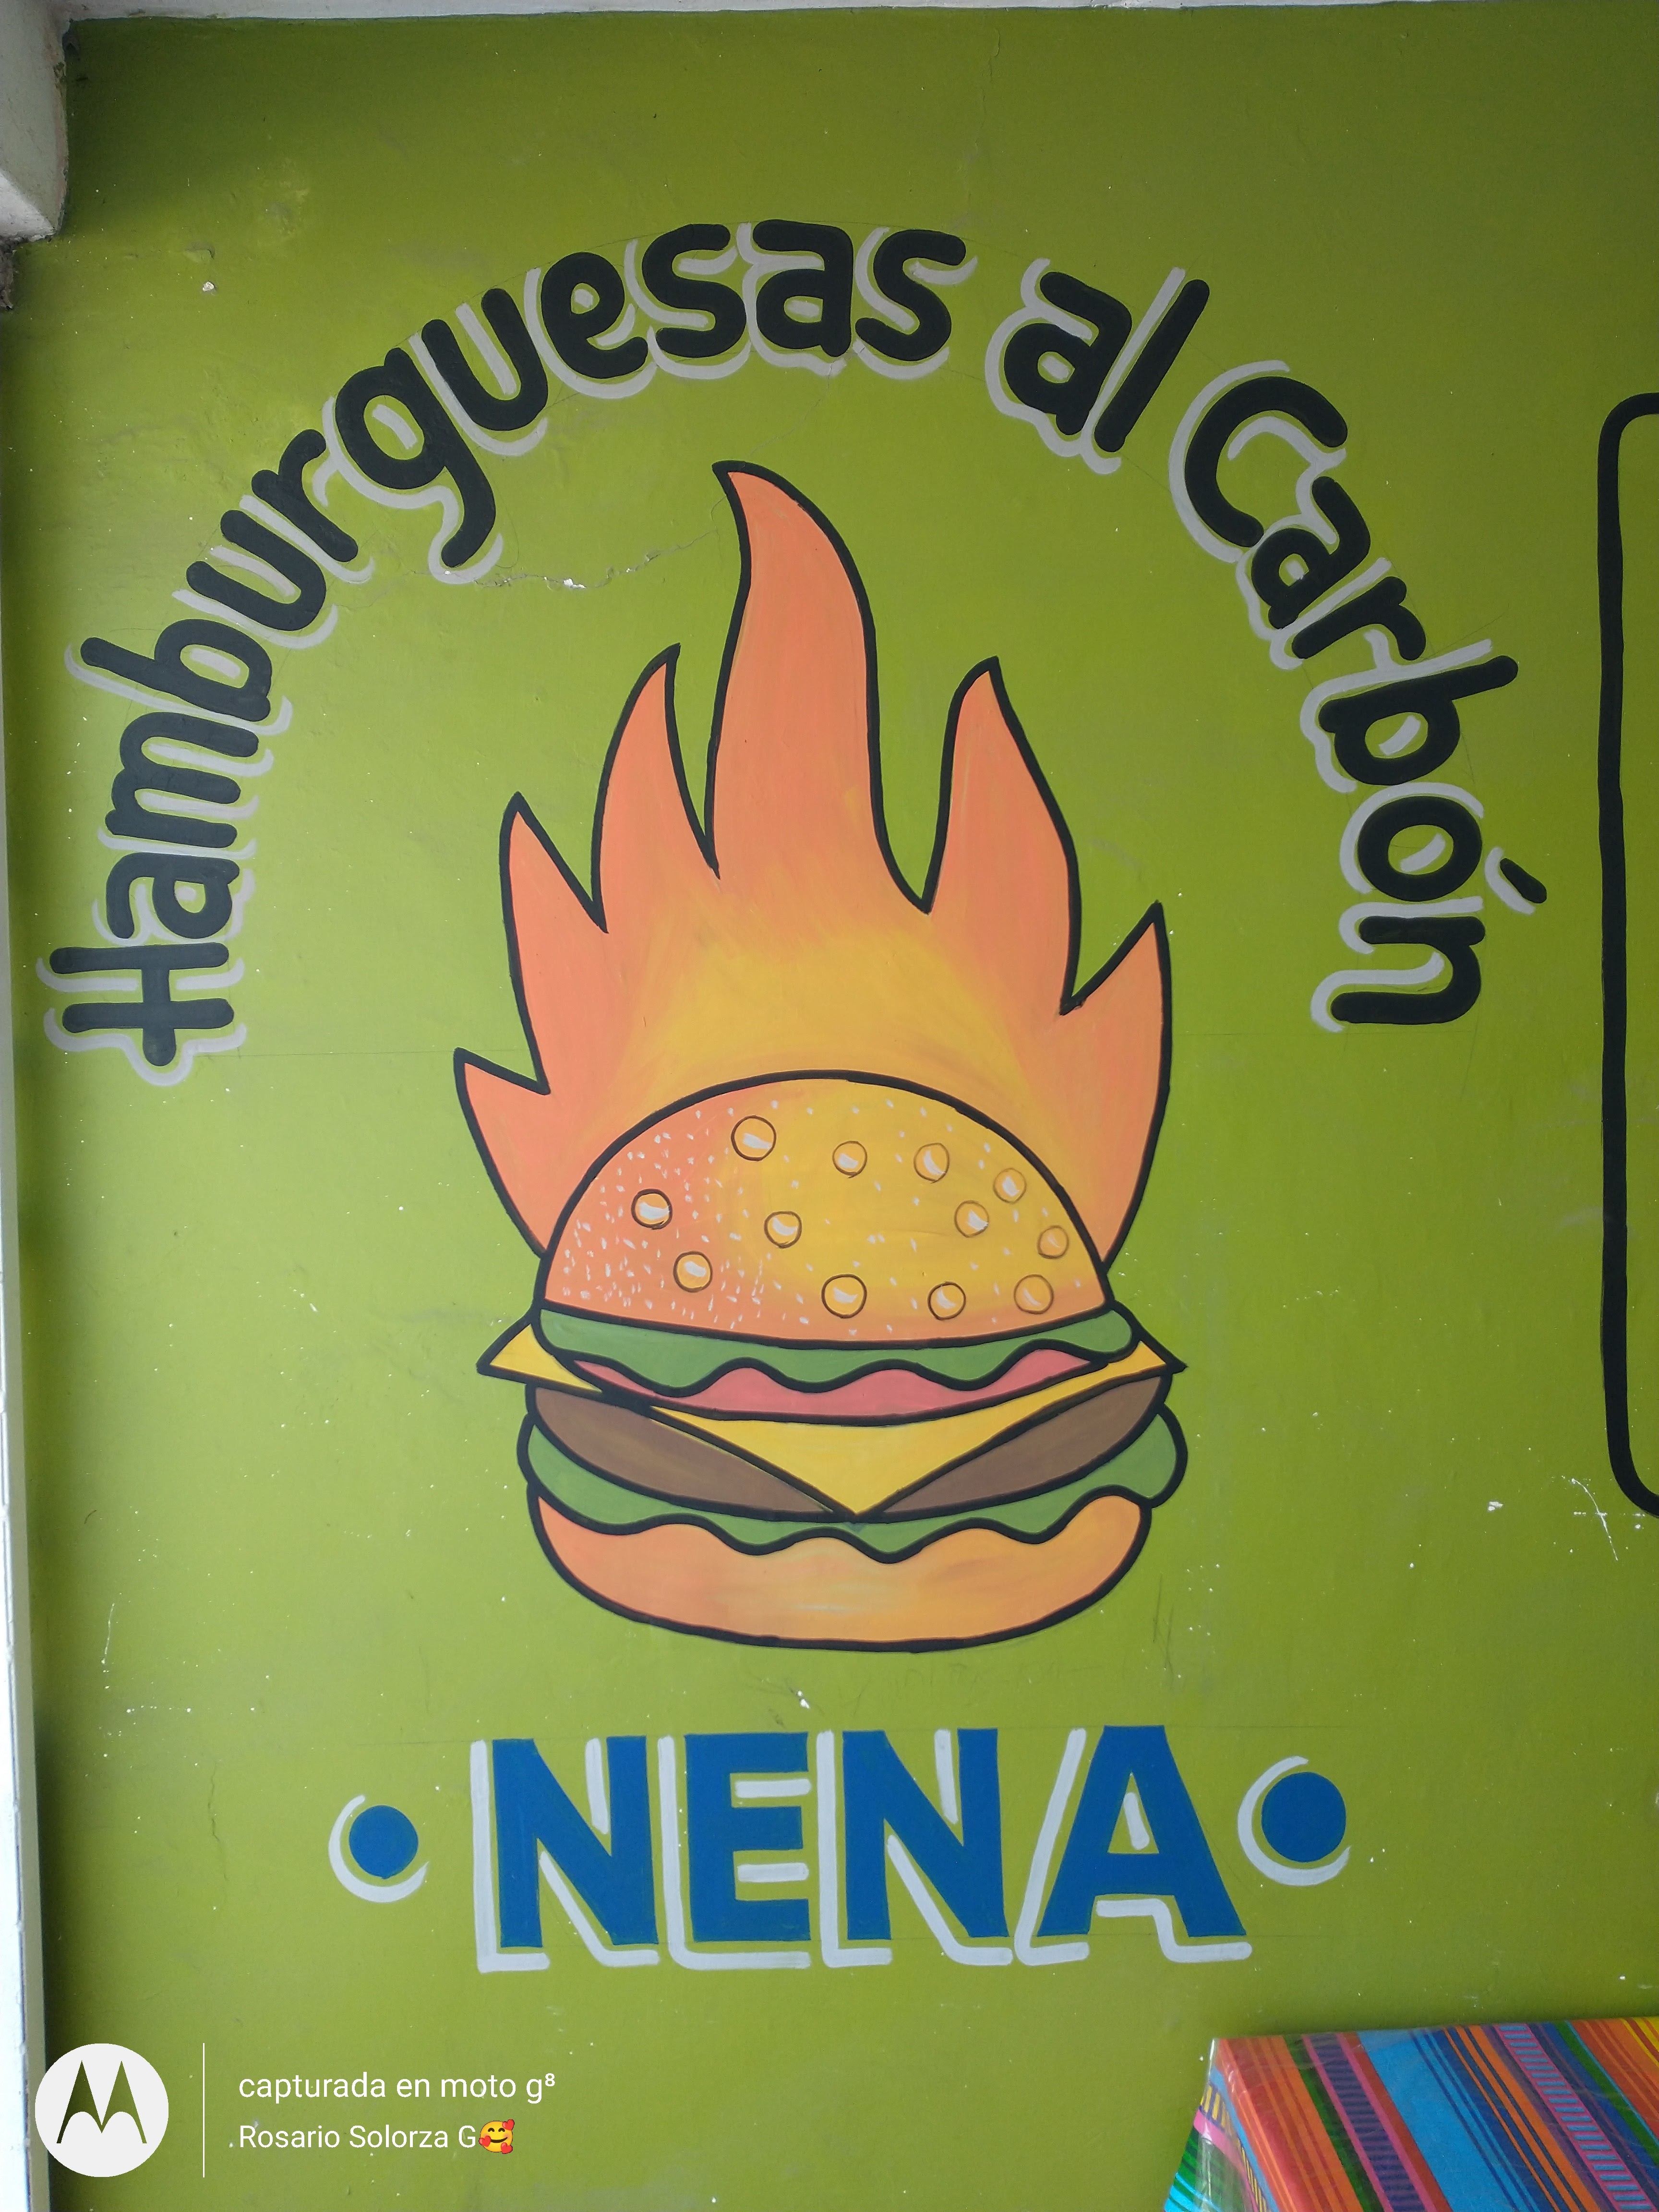 Hamburguesas al Carbón
• NENA •
capturada en moto g⁸
.Rosario Solorza G🥰